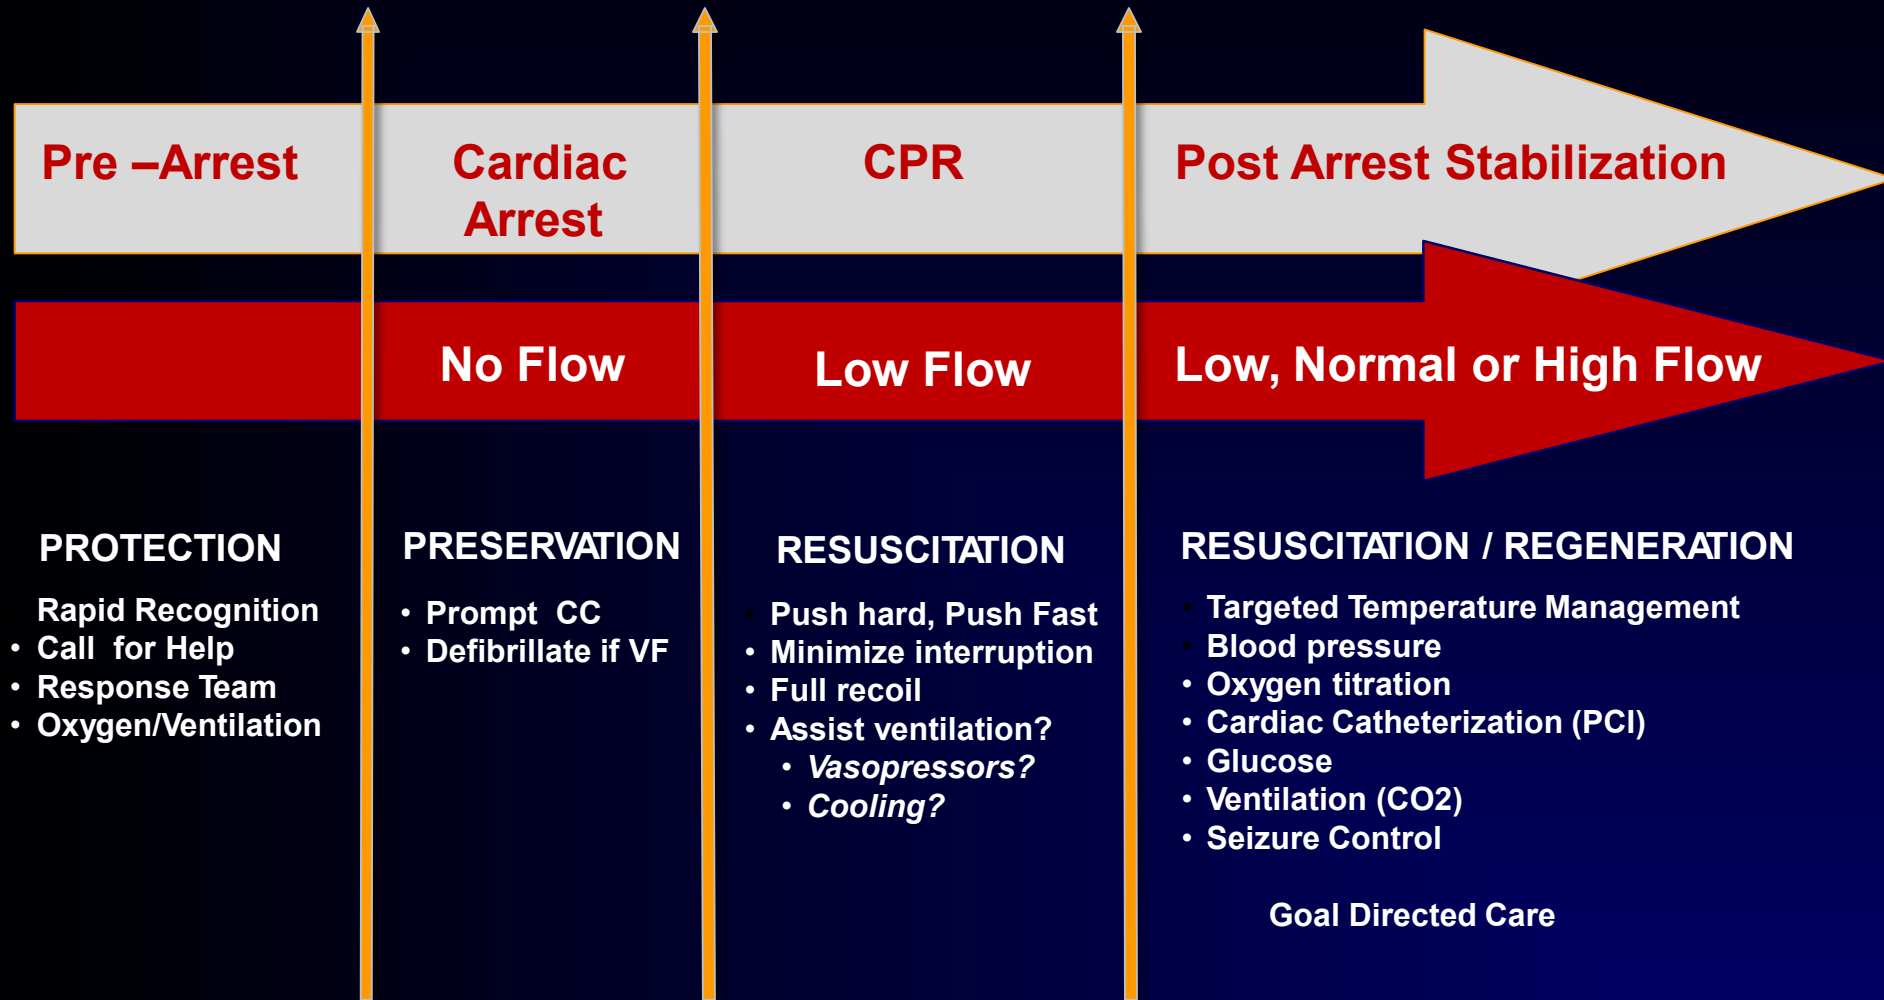 Pre –Arrest
Cardiac
Arrest
CPR
Post Arrest Stabilization
No Flow
Low Flow
Low, Normal or High Flow
PROTECTION
Rapid Recognition
• Call for Help
• Response Team
• Oxygen/Ventilation
PRESERVATION
• Prompt CC
• Defibrillate if VF
RESUSCITATION
• Push hard, Push Fast
• Minimize interruption
• Full recoil
• Assist ventilation?
• Vasopressors?
• Cooling?
RESUSCITATION / REGENERATION
• Targeted Temperature Management
• Blood pressure
• Oxygen titration
• Cardiac Catheterization (PCI)
• Glucose
• Ventilation (CO2)
• Seizure Control
Goal Directed Care